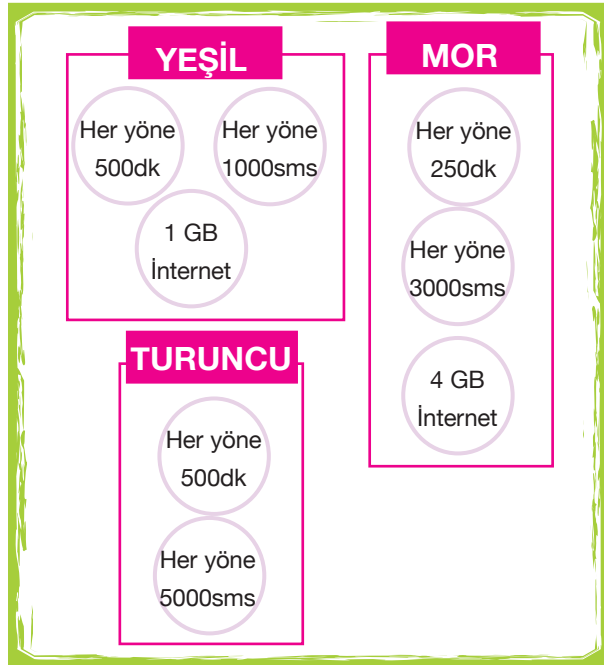 YEŞİL
Her yöne
500dk
Her yöne
1000sms
1 GB
İnternet
MOR
Her yöne
250dk
Her yöne
3000sms
4 GB
İnternet
TURUNCU
Her yöne
500dk
Her yöne
5000sms